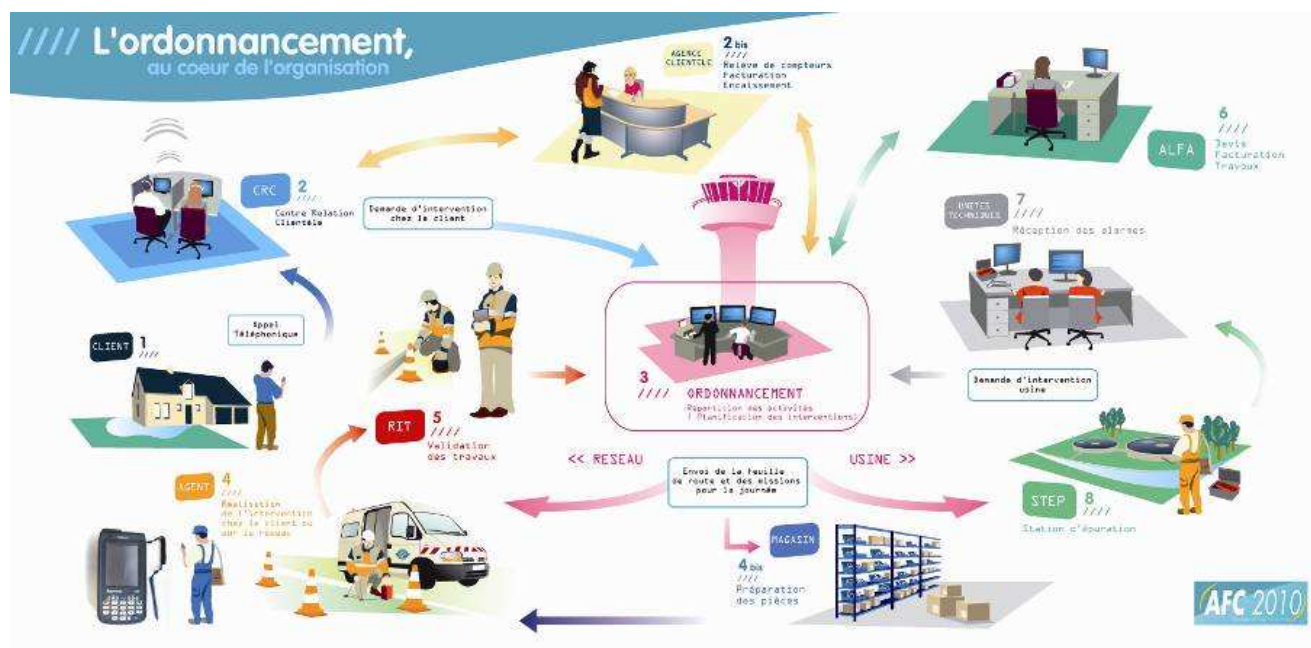 //// L'ordonnancement,
au coeur de l'organisation
AGENCE
CLIENTELE
2 bis
////
Relève de compteurs
Facturation
Encaissement
6
////
Devis
Facturation
Travaux
ALFA
CRC
2
////
Centre Relation
Clientèle
Demande d'intervention
chez le client
UNITES
TECHNIQUES
7
////
Réception des alarmes
Appel
Téléphonique
CLIENT
1
////
3
////
ORDONNANCEMENT
Répartition des activités
(Planification des interventions)
Demande d'intervention
usine
RIT
5
////
Validation
des travaux
<< RESEAU
USINE >>
Envoi de la feuille
de route et des missions
pour la journée
AGENT
4
////
Réalisation
de l'intervention
chez le client ou
sur le réseau
STEP
8
////
Station d'épuration
MAGASIN
4 bis
////
Préparation
des pièces
AFC 2010